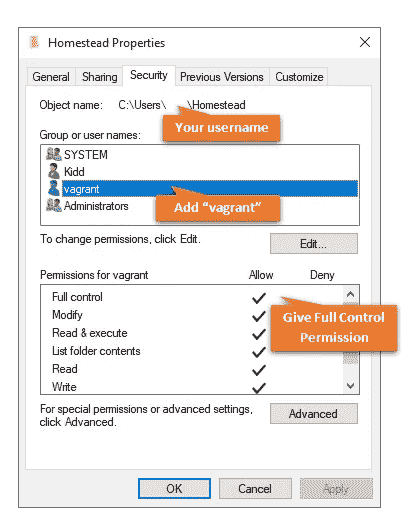 Homestead Properties
General Sharing Security Previous Versions Customize
Object name: C:\Users\ \Homestead
Your username
Group or user names:
SYSTEM
Kidd
vagrant
Administrators
Add “vagrant”
To change permissions, click Edit.
Edit...
Permissions for vagrant Allow Deny
Full control
Modify
Read & execute
List folder contents
Read
Write
Give Full Control
Permission
For special permissions or advanced settings,
click Advanced.
Advanced
OK Cancel Apply